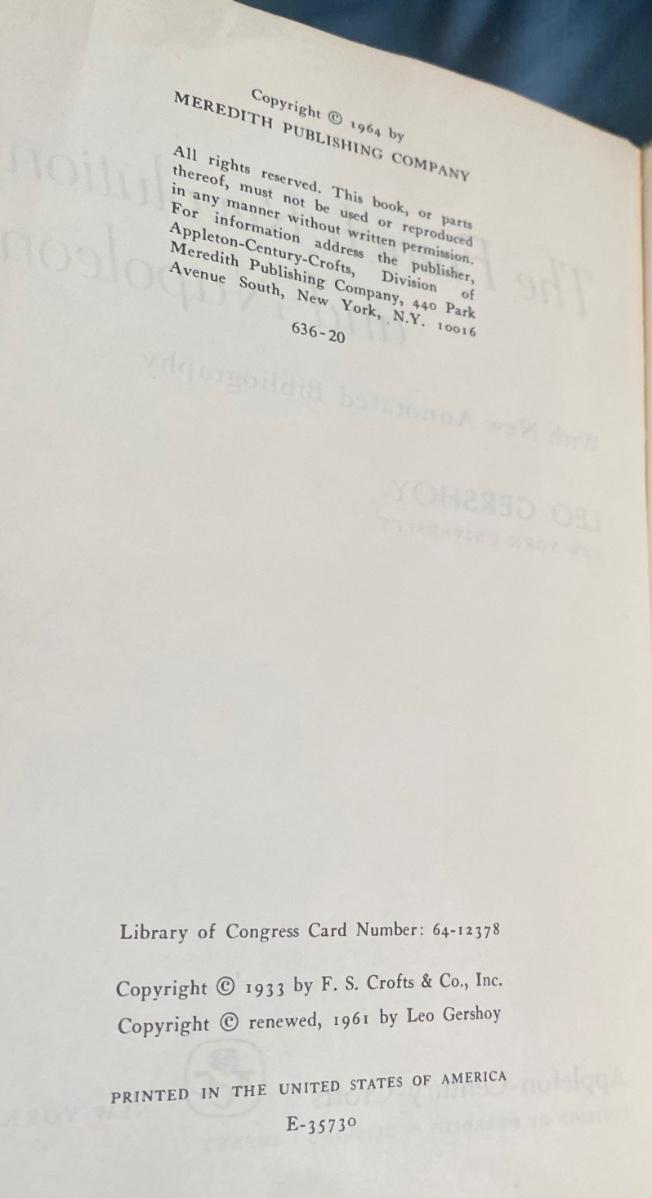 Copyright © 1964 by
MEREDITH PUBLISHING COMPANY
All rights reserved. This book, or parts
thereof, must not be used or reproduced
in any manner without written permission.
For information address the publisher,
Appleton-Century-Crofts, Division of
Meredith Publishing Company, 440 Park
Avenue South, New York, N.Y. 10016
636-20
Library of Congress Card Number: 64-12378
Copyright © 1933 by F. S. Crofts & Co., Inc.
Copyright © renewed, 1961 by Leo Gershoy
PRINTED IN THE UNITED STATES OF AMERICA
E-35730